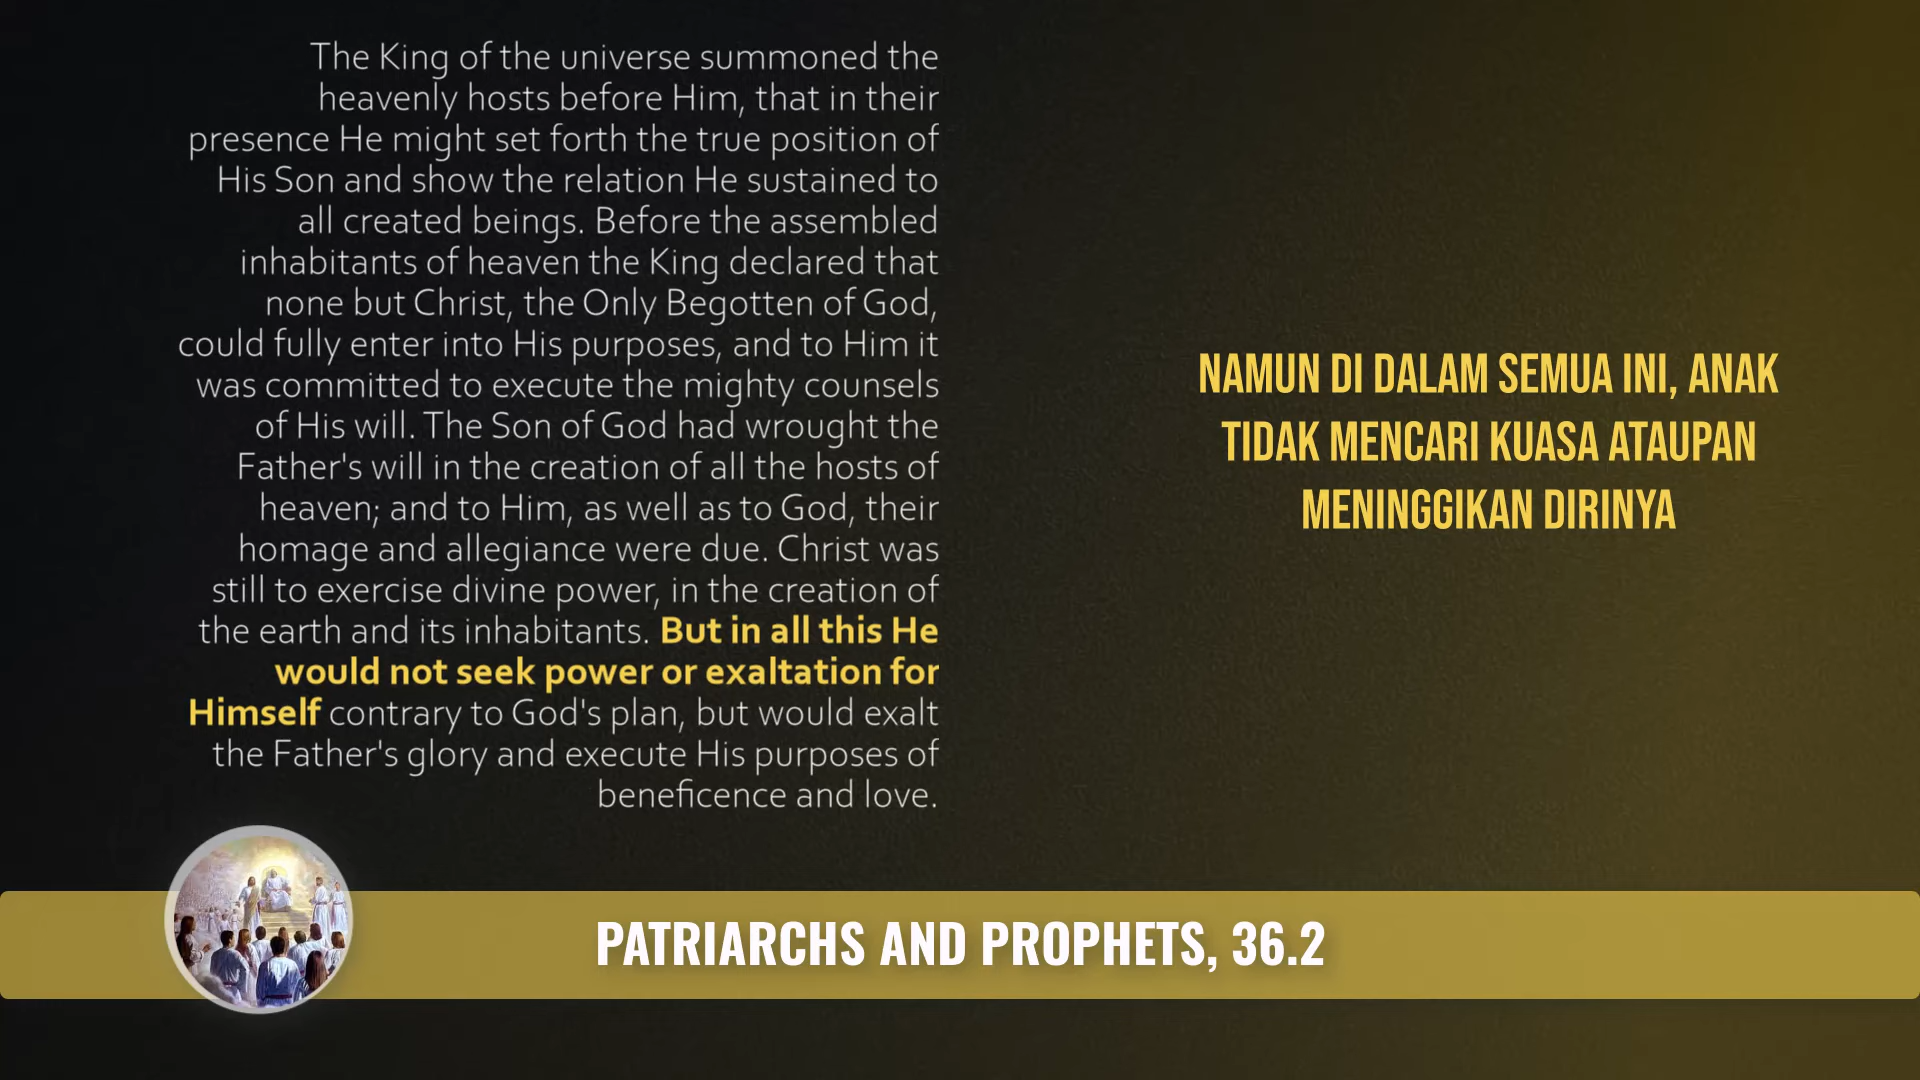 The King of the universe summoned the
heavenly hosts before Him, that in their
presence He might set forth the true position of
His Son and show the relation He sustained to
all created beings. Before the assembled
inhabitants of heaven the King declared that
none but Christ, the Only Begotten of God,
could fully enter into His purposes, and to Him it
was committed to execute the mighty counsels
of His will. The Son of God had wrought the
Father's will in the creation of all the hosts of
heaven; and to Him, as well as to God, their
homage and allegiance were due. Christ was
still to exercise divine power, in the creation of
the earth and its inhabitants. But in all this He
would not seek power or exaltation for
Himself contrary to God's plan, but would exalt
the Father's glory and execute His purposes of
beneficence and love.
NAMUN DI DALAM SEMUA INI, ANAK
TIDAK MENCARI KUASA ATAUPAN
MENINGGIKAN DIRINYA
PATRIARCHS AND PROPHETS, 36.2